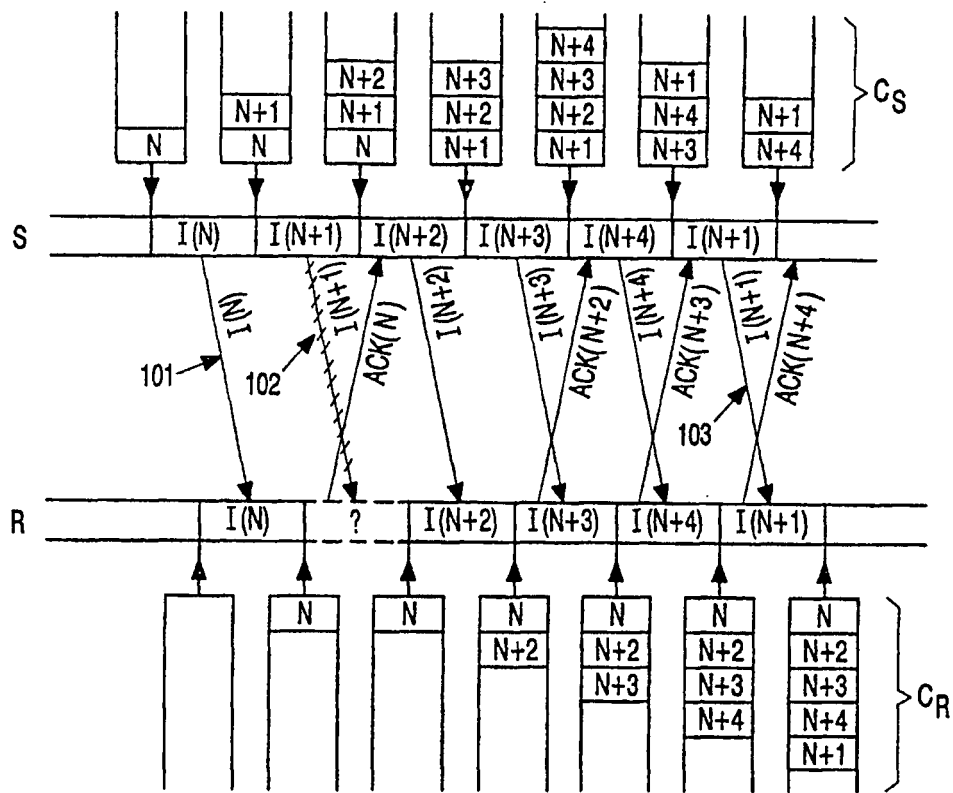 N+4
N+2 N+3 N+3 N+1
N+1 N+1 N+2 N+2 N+4 N+1
N N N N+1 N+1 N+3 N+4
CS
S I(N) I(N+1) I(N+2) I(N+3) I(N+4) I(N+1)
I(N) I(N+1) ACK(N) I(N+2) I(N+3) ACK(N+2) I(N+4) ACK(N+3) I(N+1) ACK(N+4)
101 102 103
R I(N) ? I(N+2) I(N+3) I(N+4) I(N+1)
N N N N N N
N+2 N+2 N+2 N+2
N+3 N+3 N+3
N+4 N+4
N+1
CR